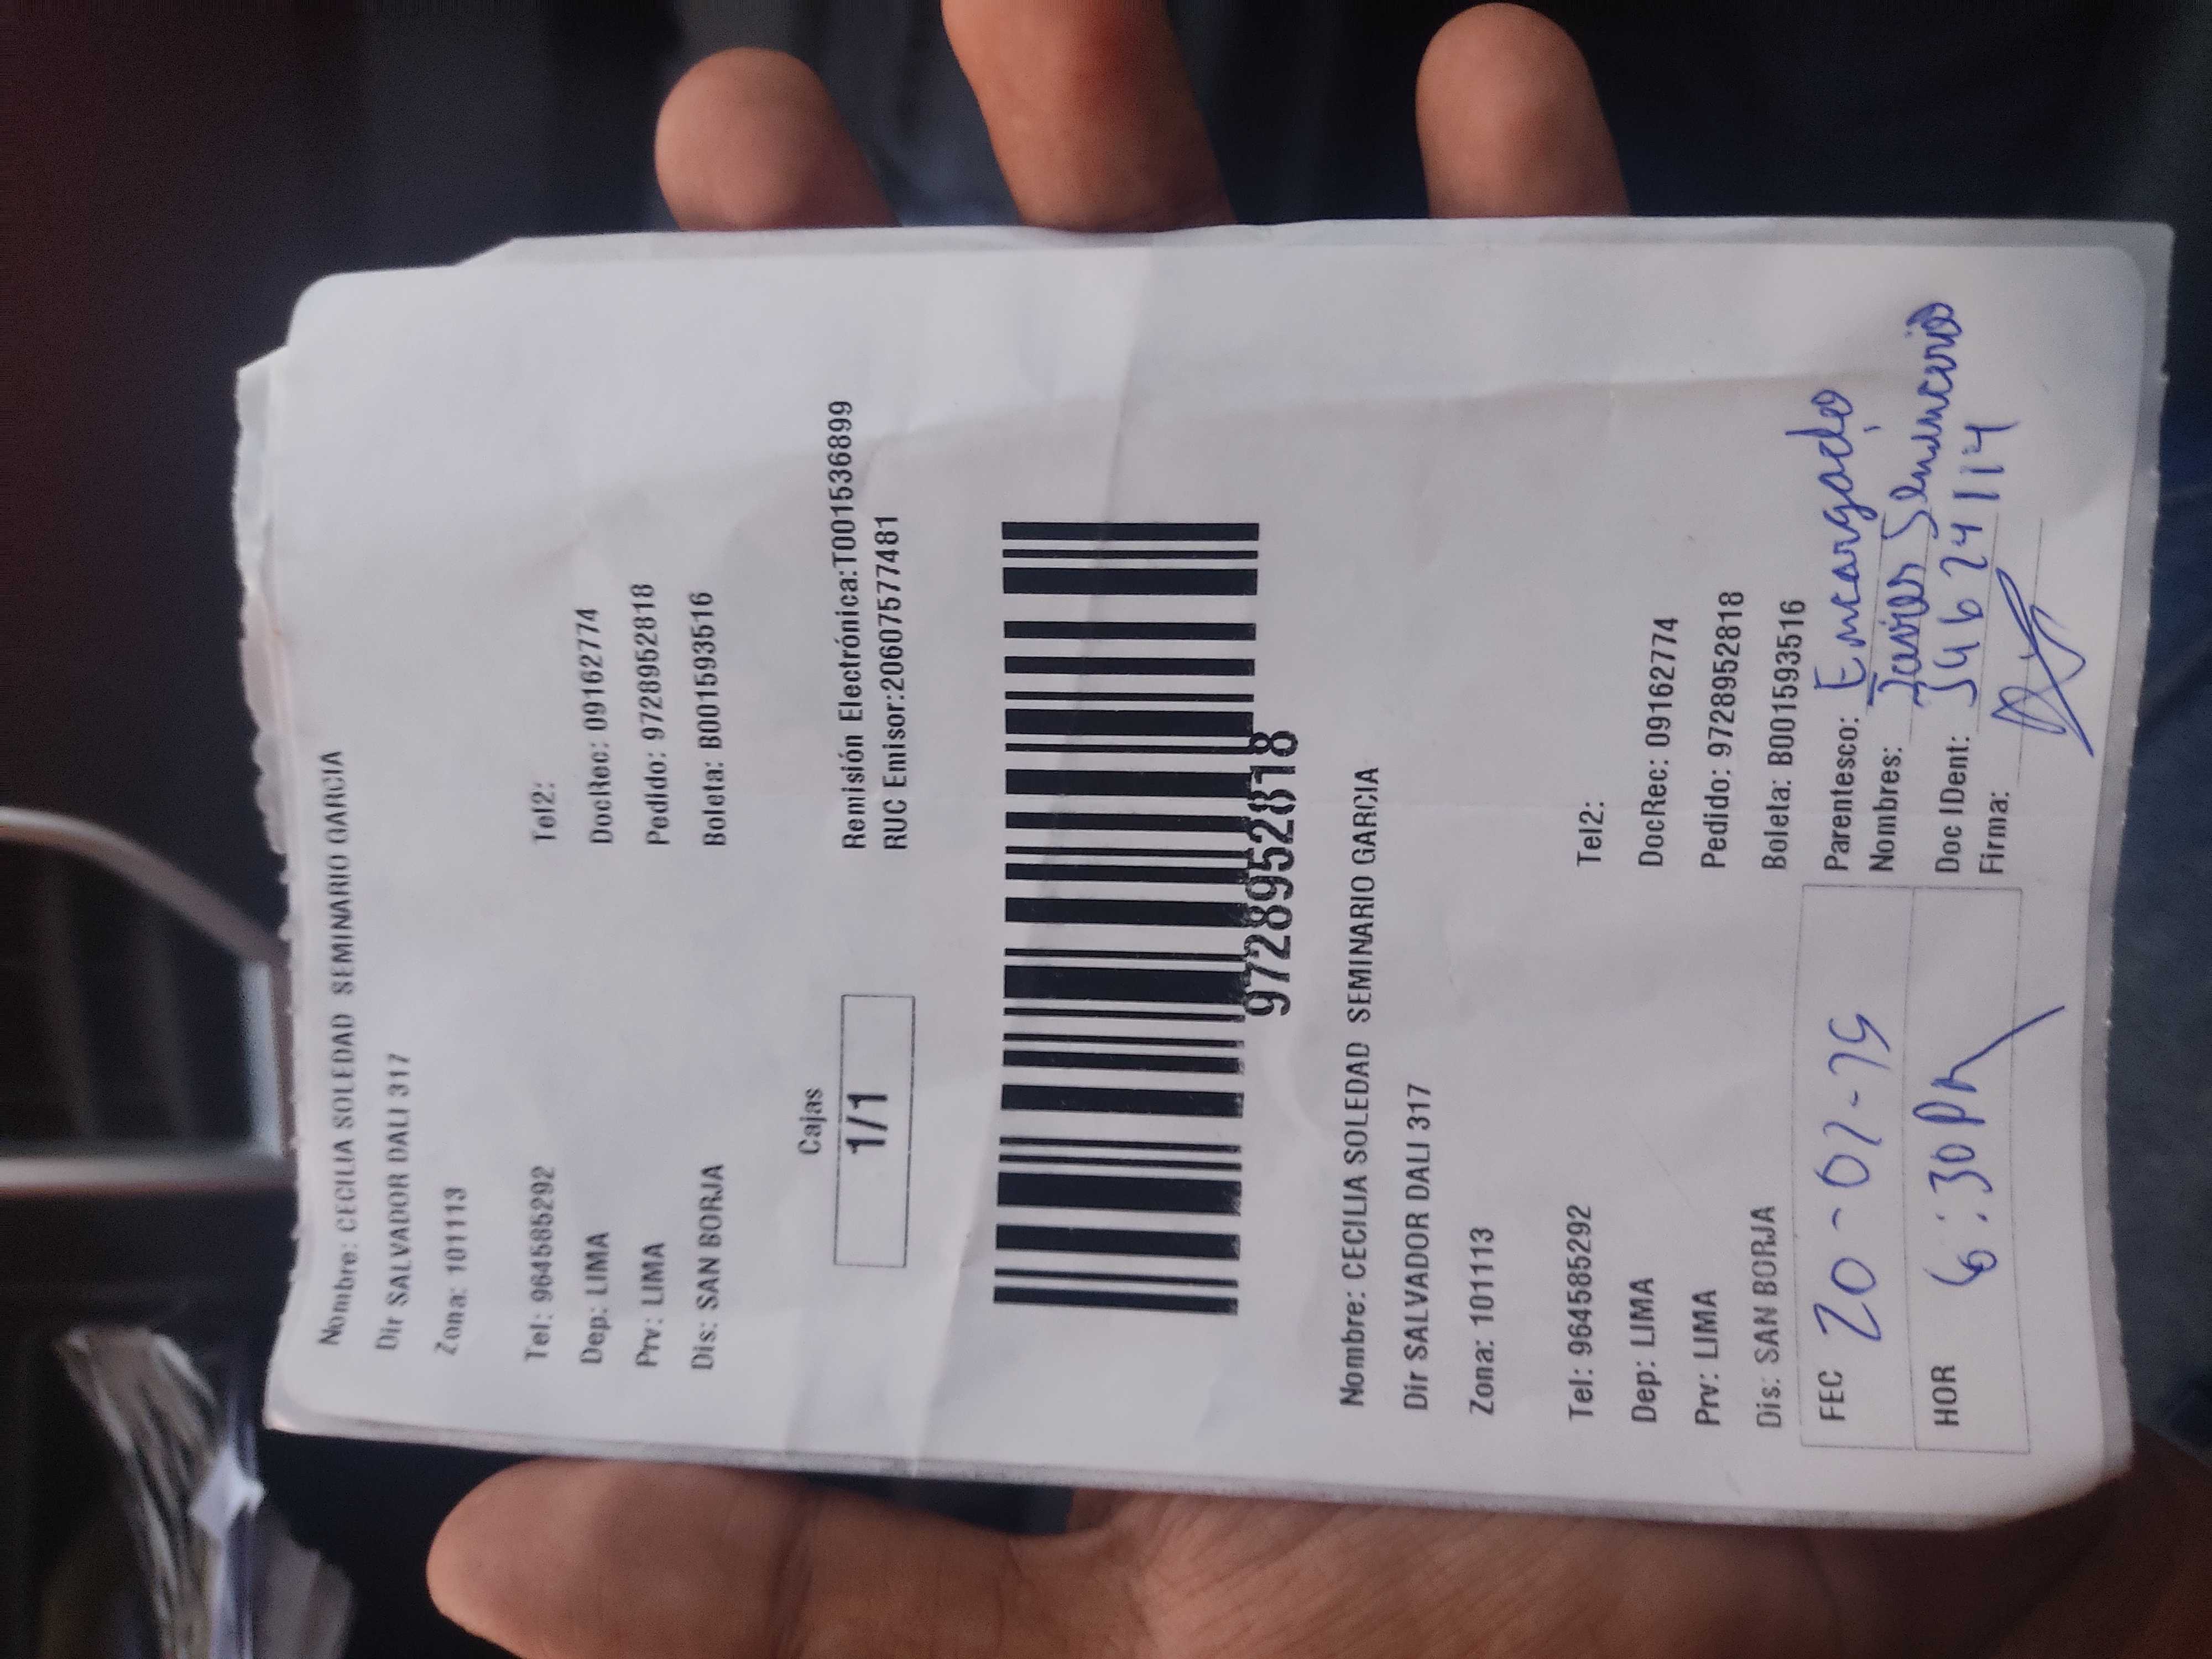 Nombre: CECILIA SOLEDAD SEMINARIO GARCIA
Dir SALVADOR DALI 317
Zona: 101113
Tel: 964585292 Tel2:
Dep: LIMA DocRec: 09162774
Prv: LIMA Pedido: 9728952818
Dis: SAN BORJA Boleta: B001593516
Cajas
1/1
Remisión Electrónica:T001536899
RUC Emisor:20607577481
9728952818
Nombre: CECILIA SOLEDAD SEMINARIO GARCIA
Dir SALVADOR DALI 317
Zona: 101113
Tel: 964585292 Tel2:
Dep: LIMA DocRec: 09162774
Prv: LIMA Pedido: 9728952818
Dis: SAN BORJA Boleta: B001593516
FEC 20-02-25 Parentesco: Encargado
Nombres: Javier Seminario
HOR 6:30 PM Doc IDent:
Firma: